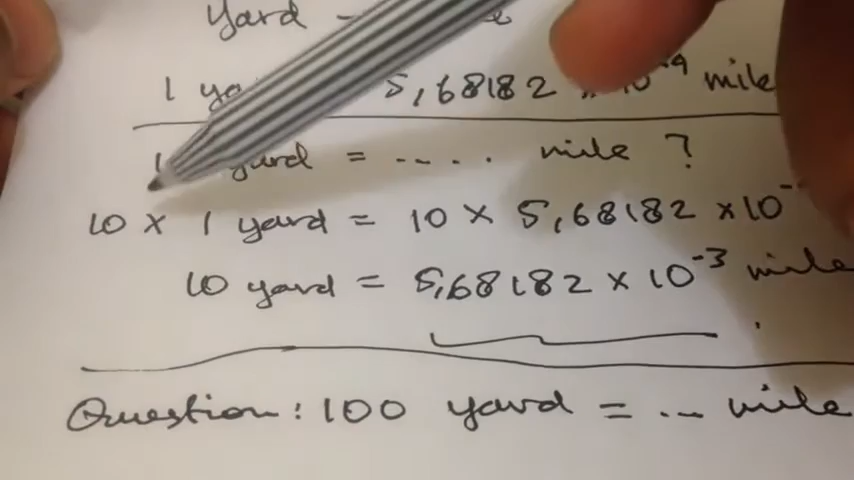 Yard -
1 5,68182 mile
yard = ..... mile ?
10 x 1 yard = 10 x 5,68182 x 10
10 yard = 5,68182 x 10⁻³ mile
Question : 100 yard = ... mile